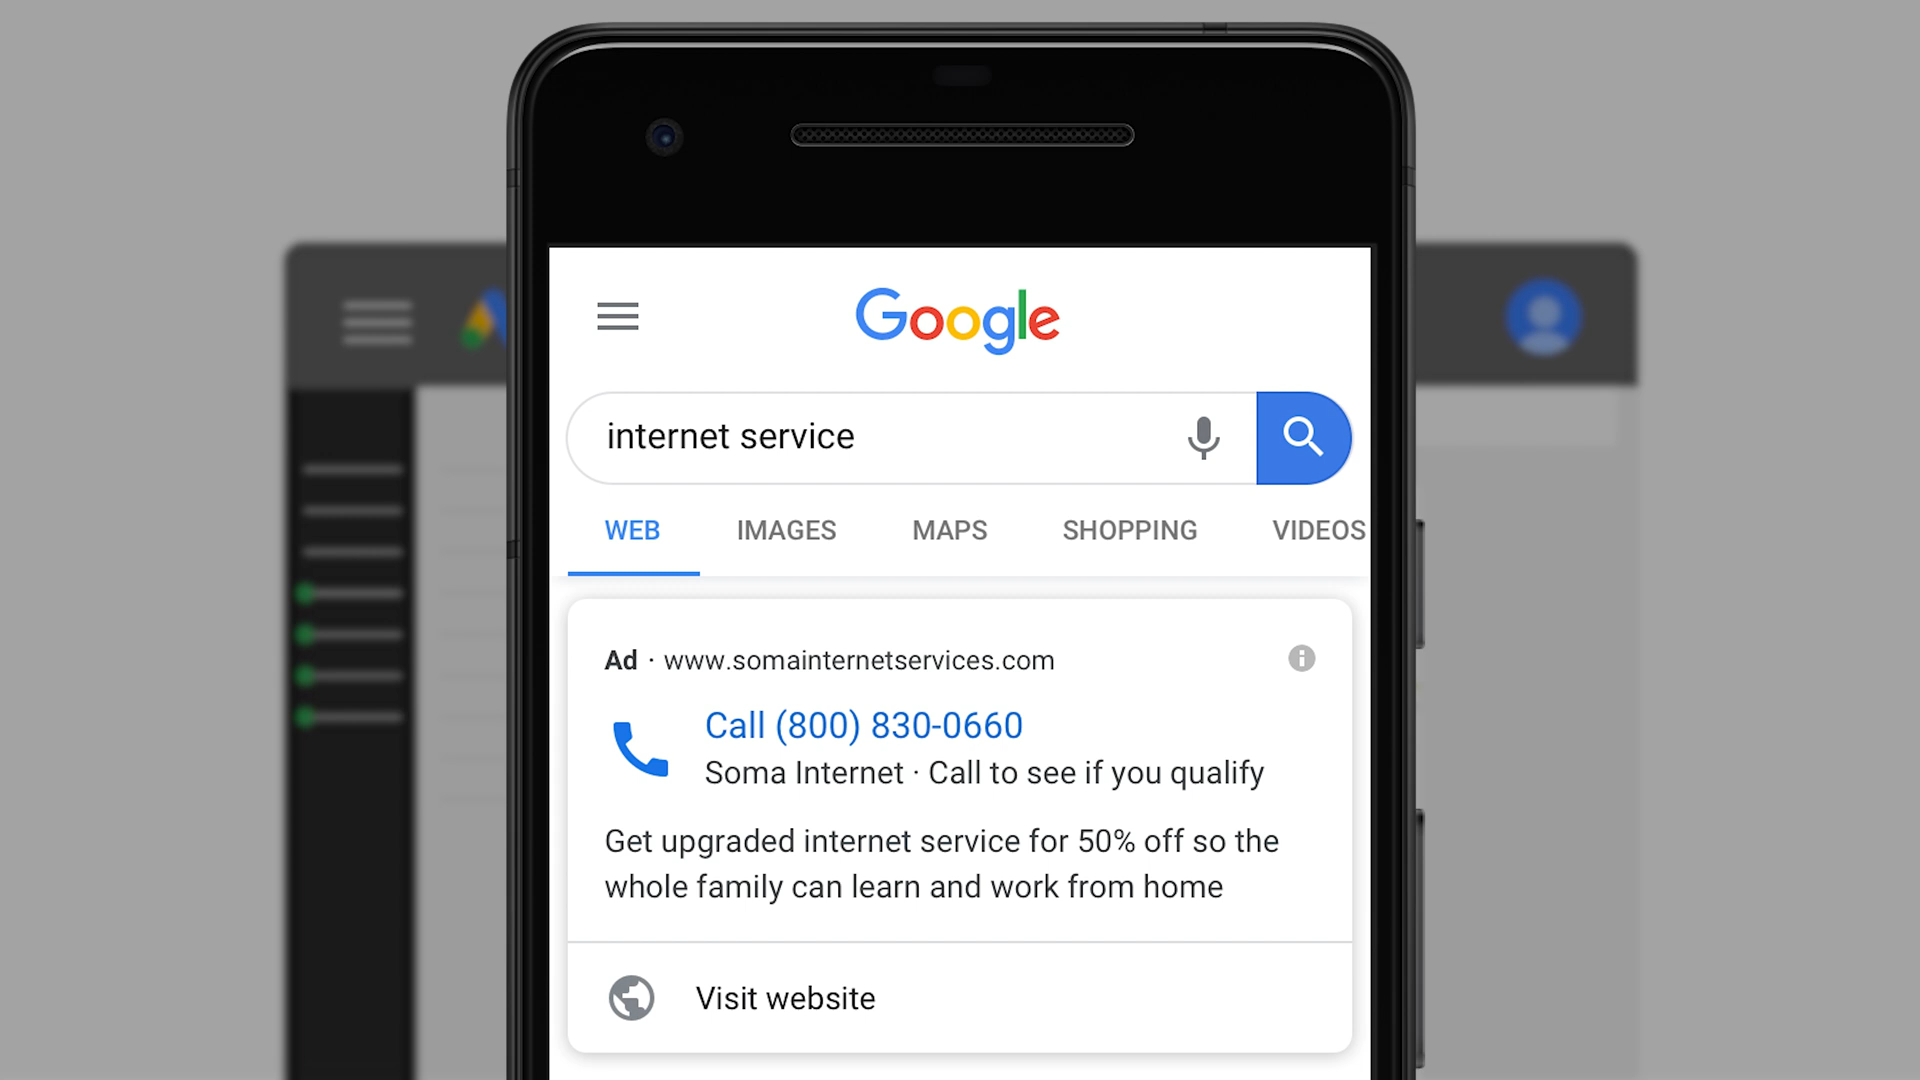 Google
internet service
WEB IMAGES MAPS SHOPPING VIDEOS
Ad · www.somainternetservices.com
Call (800) 830-0660
Soma Internet · Call to see if you qualify
Get upgraded internet service for 50% off so the
whole family can learn and work from home
Visit website